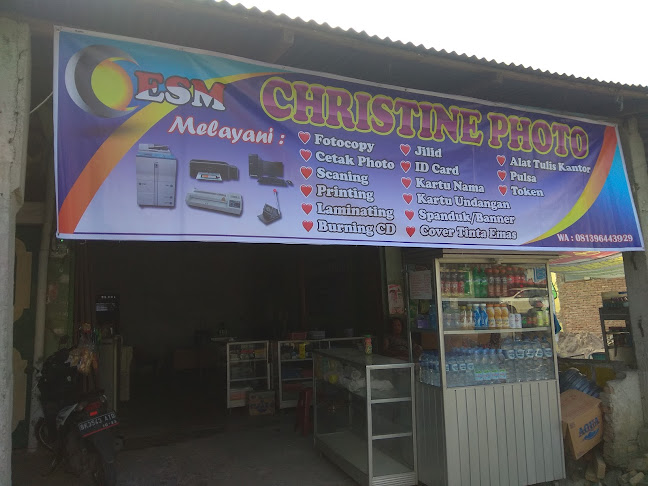 ESM
CHRISTINE PHOTO
Melayani :
Fotocopy
Cetak Photo
Scaning
Printing
Laminating
Burning CD
Jilid
ID Card
Kartu Nama
Kartu Undangan
Spanduk/Banner
Cover Tinta Emas
Alat Tulis Kantor
Pulsa
Token
WA : 081396443929
AQUA